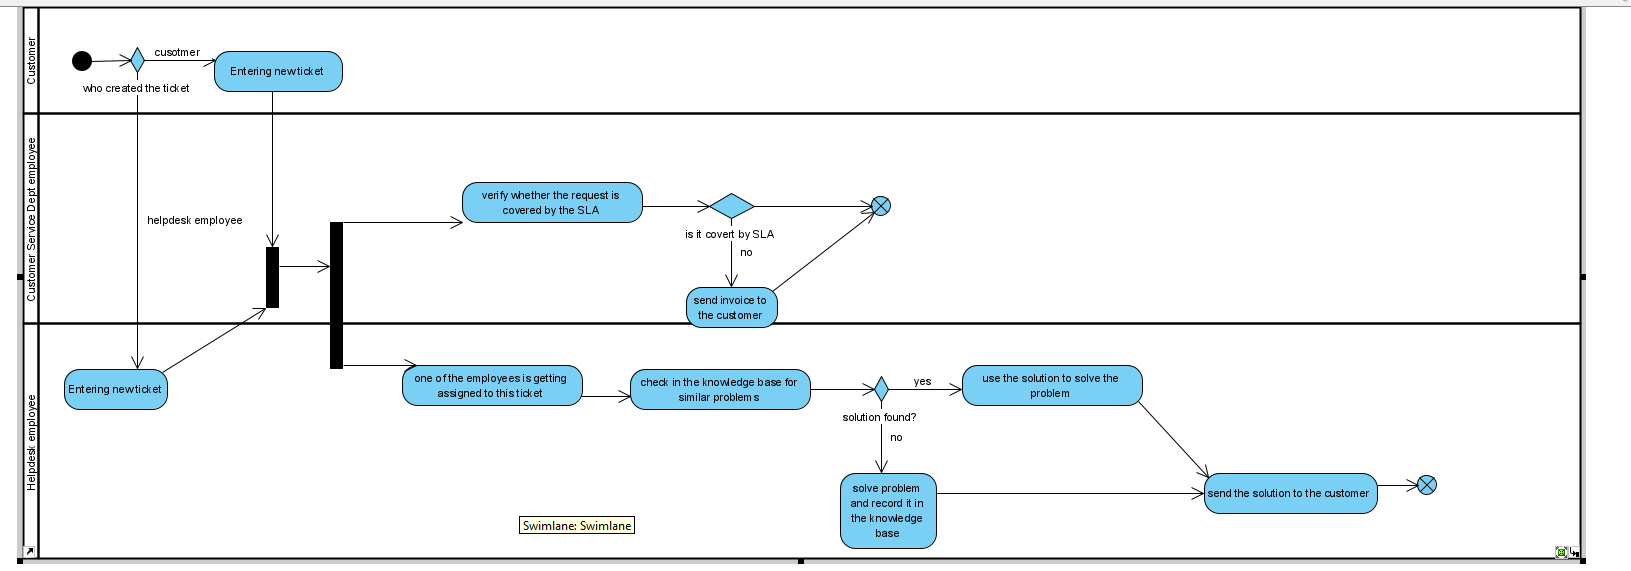 Customer
cusotmer
Entering newticket
who created the ticket
Customer Service Dept employee
verify whether the request is
covered by the SLA
helpdesk employee
is it covert by SLA
no
send invoice to
the customer
Helpdesk employee
Entering newticket
one of the employees is getting
assigned to this ticket
check in the knowledge base for
similar problems
yes
use the solution to solve the
problem
solution found?
no
solve problem
and record it in
the knowledge
base
send the solution to the customer
Swimlane: Swimlane